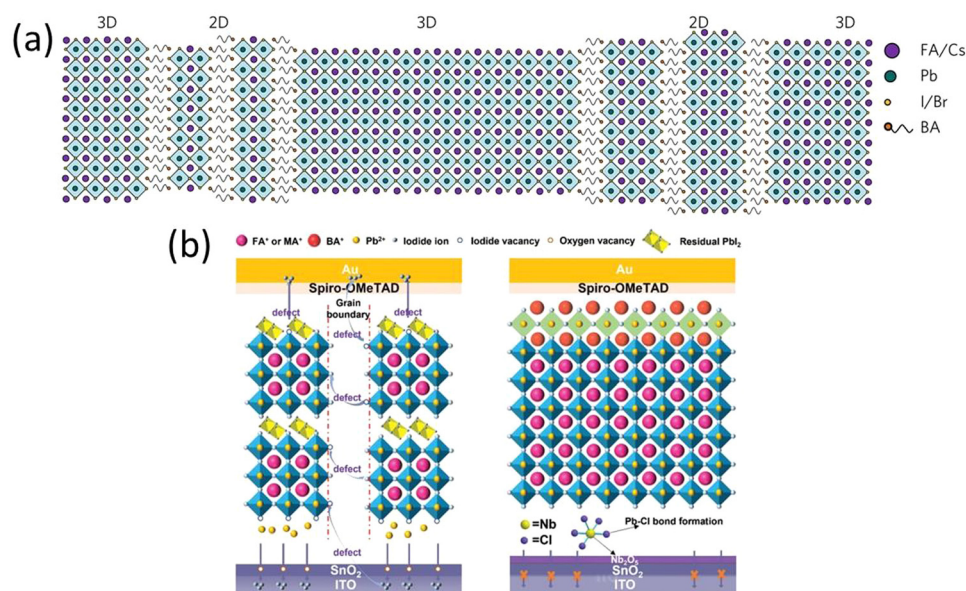 (a)
3D 2D 3D 2D 3D
FA/Cs
Pb
I/Br
BA
(b)
FA⁺ or MA⁺ BA⁺ Pb²⁺ Iodide ion Iodide vacancy Oxygen vacancy Residual PbI₂
Au
Spiro-OMeTAD
Grain
boundary
defect
defect
defect
defect
defect
defect
SnO₂
ITO
Au
Spiro-OMeTAD
=Nb
=Cl
Pb-Cl bond formation
Nb₂O₅
SnO₂
ITO